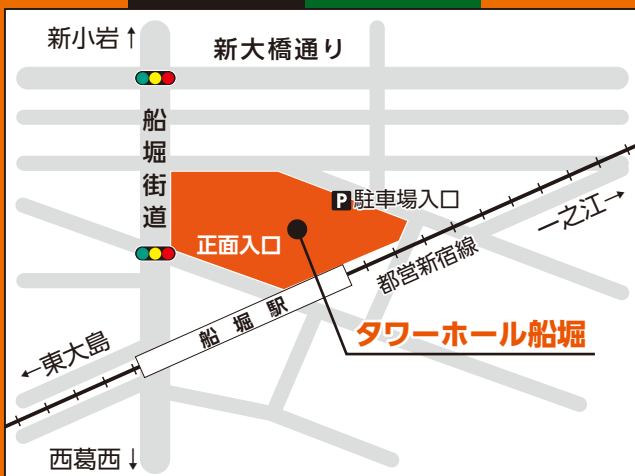 新小岩↑
新大橋通り
船堀街道
P駐車場入口
一之江→
正面入口
都営新宿線
船堀駅
タワーホール船堀
←東大島
西葛西↓